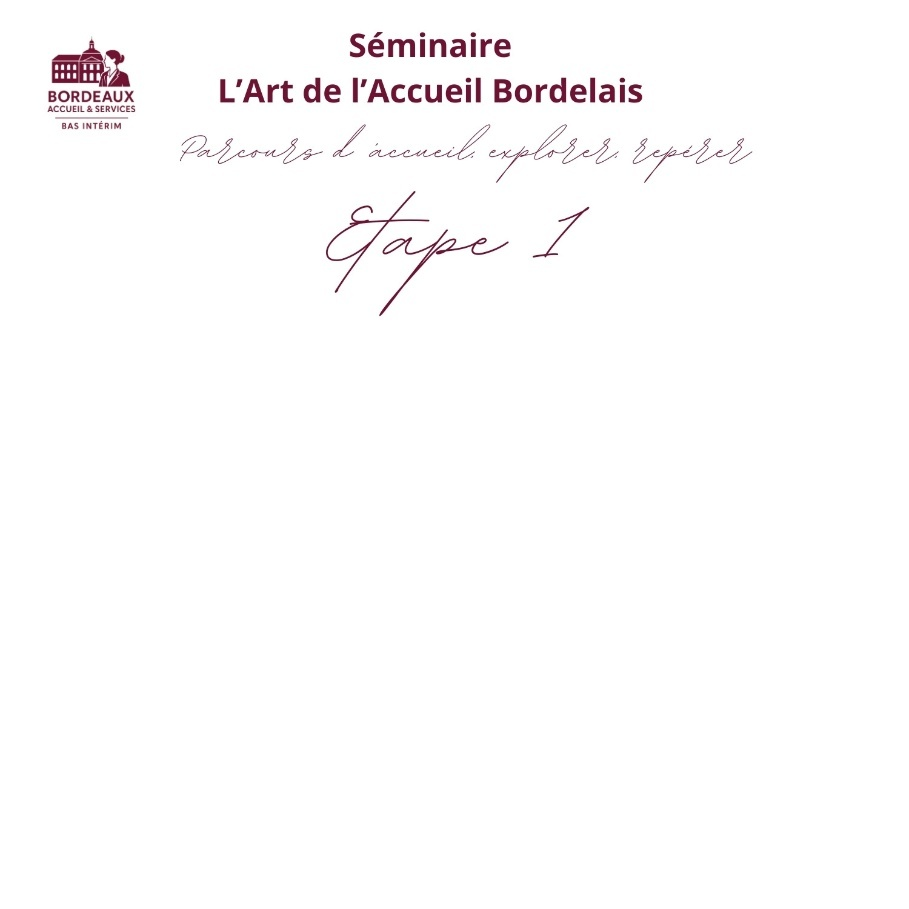 BORDEAUX
ACCUEIL & SERVICES
BAS INTÉRIM
Séminaire
L’Art de l’Accueil Bordelais
Parcours d'accueil, explorer, repérer
Etape 1